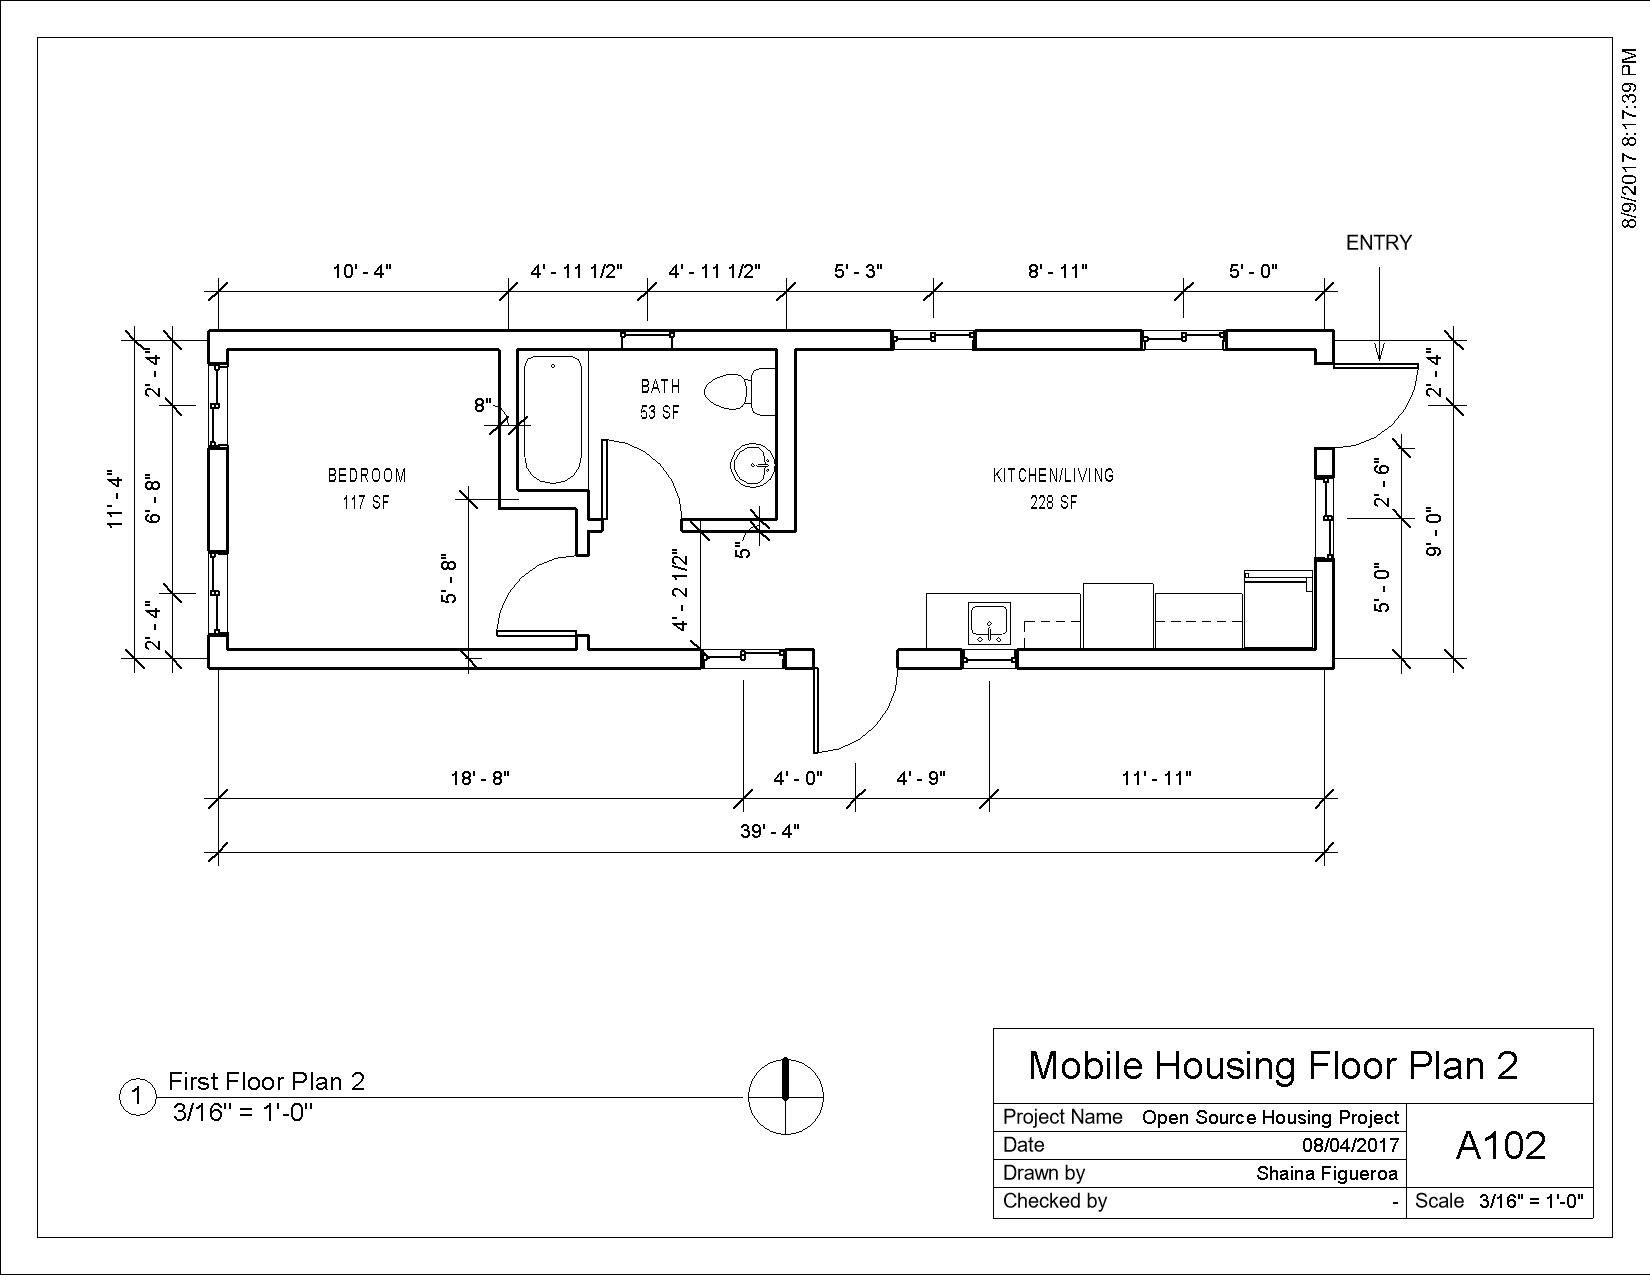 8/9/2017 8:17:39 PM
ENTRY
10' - 4"
4' - 11 1/2"
4' - 11 1/2"
5' - 3"
8' - 11"
5' - 0"
2' - 4"
2' - 4"
8"
BATH
53 SF
BEDROOM
117 SF
KITCHEN/LIVING
228 SF
11' - 4"
6' - 8"
2' - 6"
9' - 0"
5"
5' - 8"
4' - 2 1/2"
5' - 0"
2' - 4"
18' - 8"
4' - 0"
4' - 9"
11' - 11"
39' - 4"
1
First Floor Plan 2
3/16" = 1'-0"
Mobile Housing Floor Plan 2
Project Name Open Source Housing Project
Date 08/04/2017
Drawn by Shaina Figueroa
Checked by -
A102
Scale 3/16" = 1'-0"